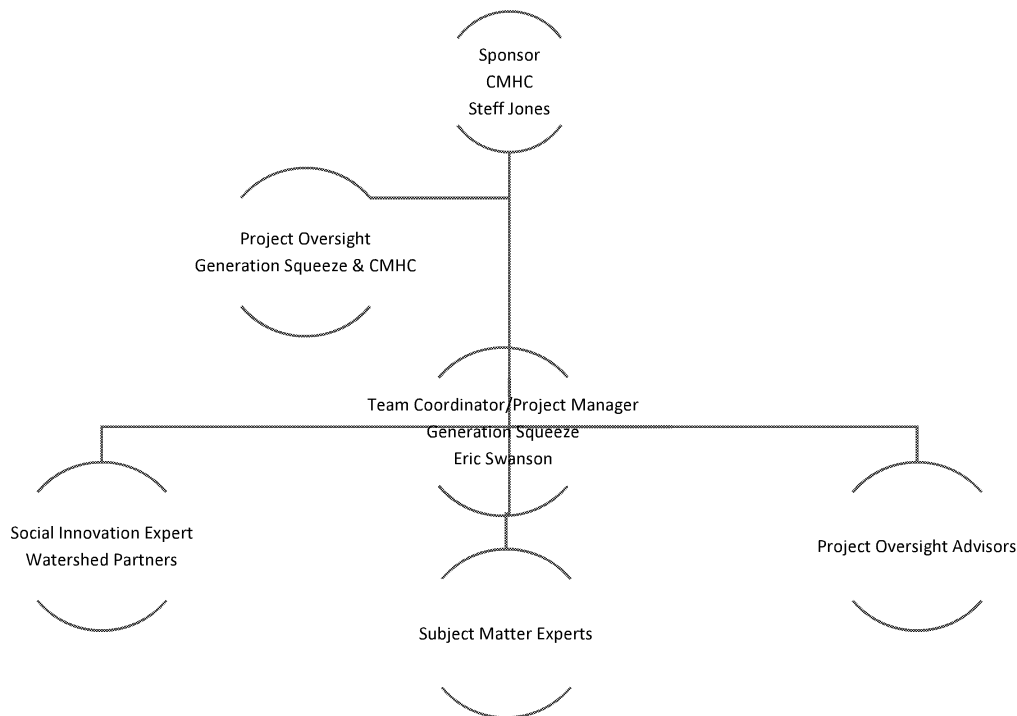 Sponsor
CMHC
Steff Jones
Project Oversight
Generation Squeeze & CMHC
Team Coordinator/Project Manager
Generation Squeeze
Eric Swanson
Social Innovation Expert
Watershed Partners
Project Oversight Advisors
Subject Matter Experts